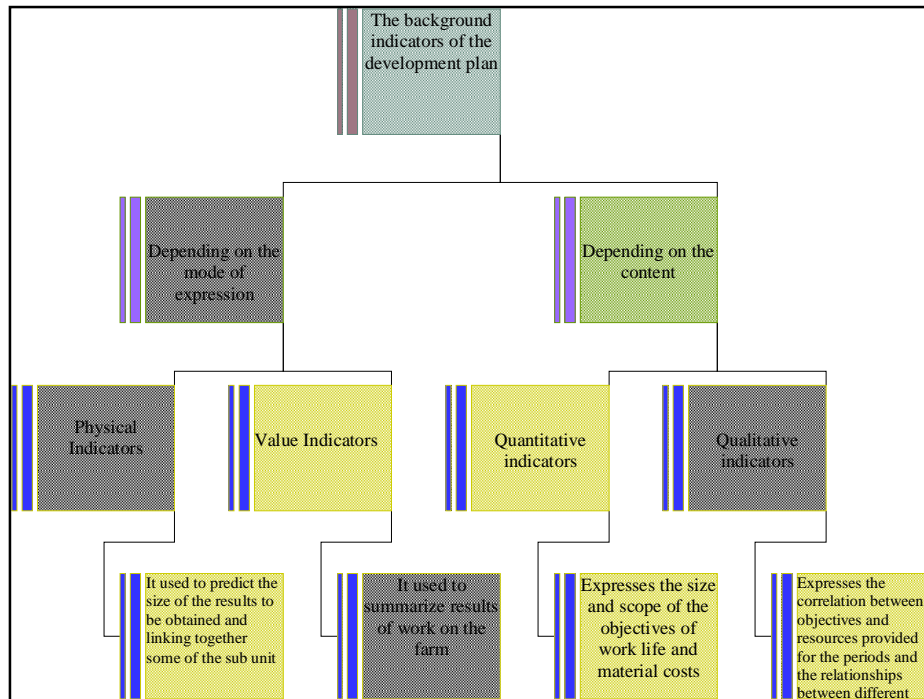 The background
indicators of the
development plan
Depending on the
mode of
expression
Depending on the
content
Physical
Indicators
Value Indicators
Quantitative
indicators
Qualitative
indicators
It used to predict the
size of the results to
be obtained and
linking together
some of the sub unit
It used to
summarize results
of work on the
farm
Expresses the size
and scope of the
objectives of
work life and
material costs
Expresses the
correlation between
objectives and
resources provided
for the periods and
the relationships
between different